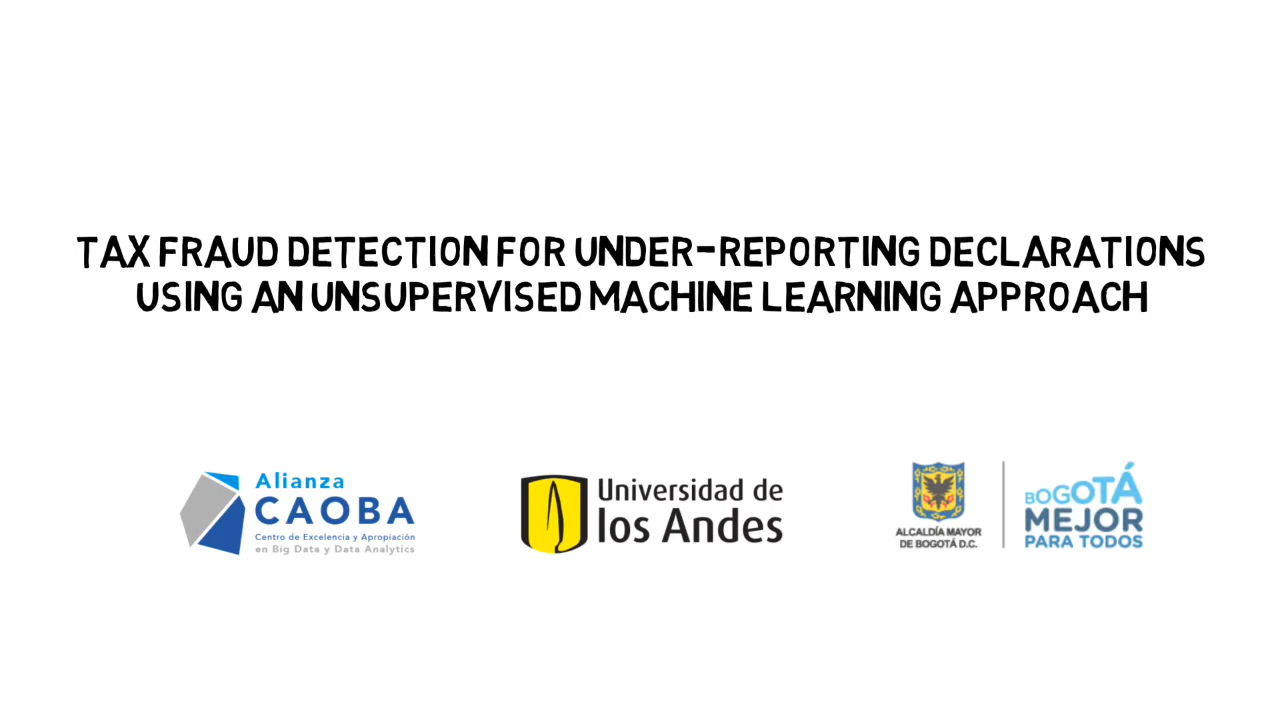 TAX FRAUD DETECTION FOR UNDER-REPORTING DECLARATIONS
USING AN UNSUPERVISED MACHINE LEARNING APPROACH
Alianza
CAOBA
Centro de Excelencia y Apropiación
en Big Data y Data Analytics
Universidad de
los Andes
ALCALDÍA MAYOR
DE BOGOTÁ D.C.
BOGOTÁ
MEJOR
PARA TODOS